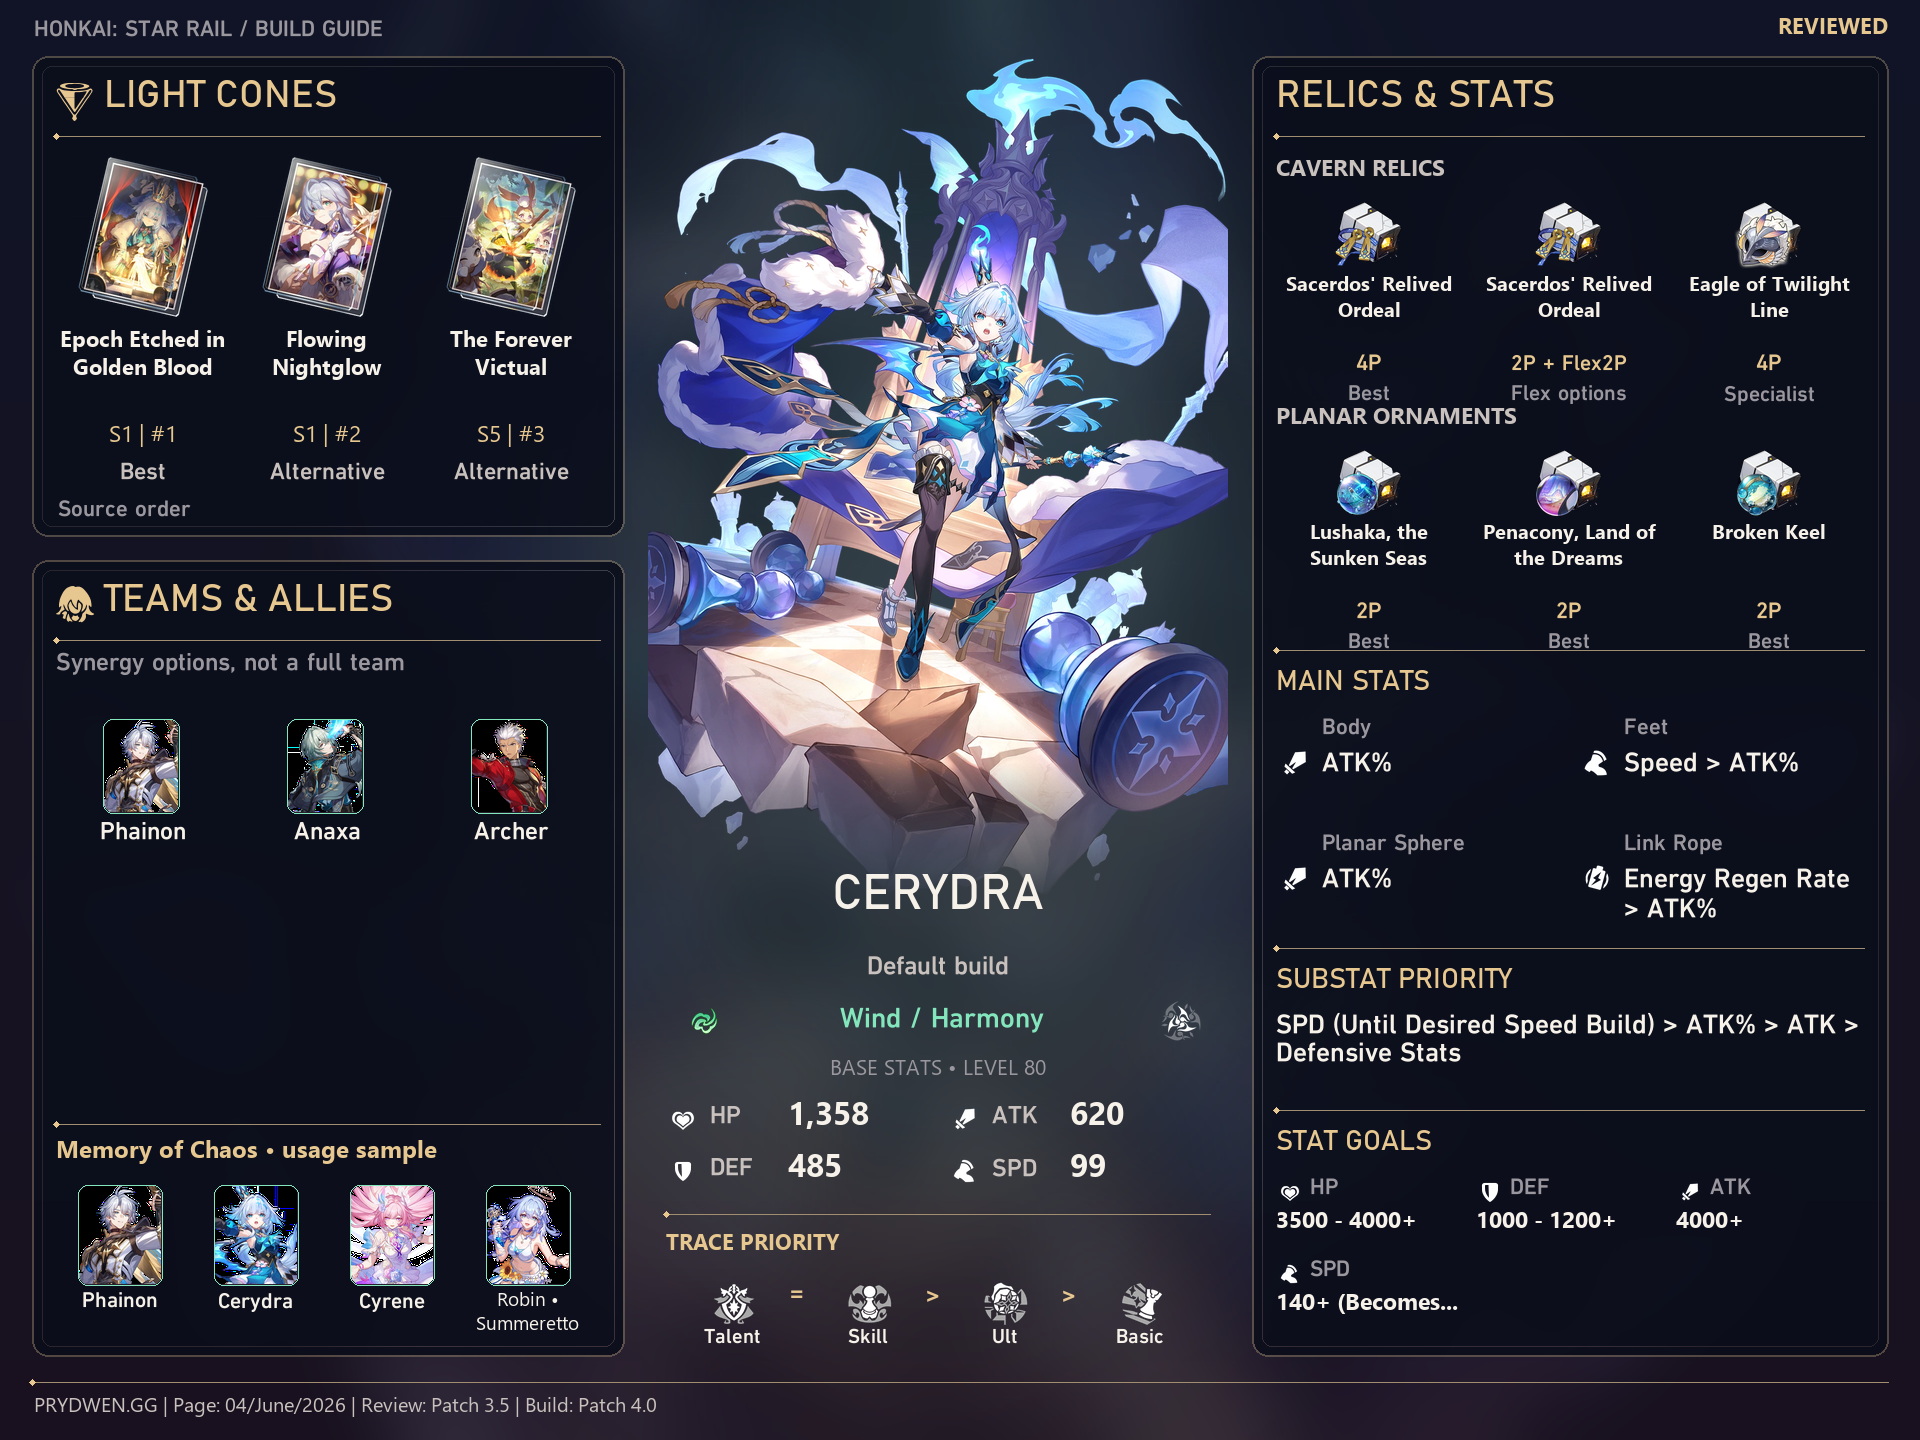 HONKAI: STAR RAIL / BUILD GUIDE
REVIEWED
LIGHT CONES
Epoch Etched in
Golden Blood
S1 | #1
Best
Flowing
Nightglow
S1 | #2
Alternative
The Forever
Victual
S5 | #3
Alternative
Source order
TEAMS & ALLIES
Synergy options, not a full team
Phainon
Anaxa
Archer
Memory of Chaos • usage sample
Phainon
Cerydra
Cyrene
Robin •
Summeretto
CERYDRA
Default build
Wind / Harmony
BASE STATS • LEVEL 80
HP 1,358
ATK 620
DEF 485
SPD 99
TRACE PRIORITY
Talent = Skill > Ult > Basic
RELICS & STATS
CAVERN RELICS
Sacerdos' Relived
Ordeal
4P
Best
Sacerdos' Relived
Ordeal
2P + Flex2P
Flex options
Eagle of Twilight
Line
4P
Specialist
PLANAR ORNAMENTS
Lushaka, the
Sunken Seas
2P
Best
Penacony, Land of
the Dreams
2P
Best
Broken Keel
2P
Best
MAIN STATS
Body
ATK%
Feet
Speed > ATK%
Planar Sphere
ATK%
Link Rope
Energy Regen Rate
> ATK%
SUBSTAT PRIORITY
SPD (Until Desired Speed Build) > ATK% > ATK >
Defensive Stats
STAT GOALS
HP
3500 - 4000+
DEF
1000 - 1200+
ATK
4000+
SPD
140+ (Becomes...
PRYDWEN.GG | Page: 04/June/2026 | Review: Patch 3.5 | Build: Patch 4.0